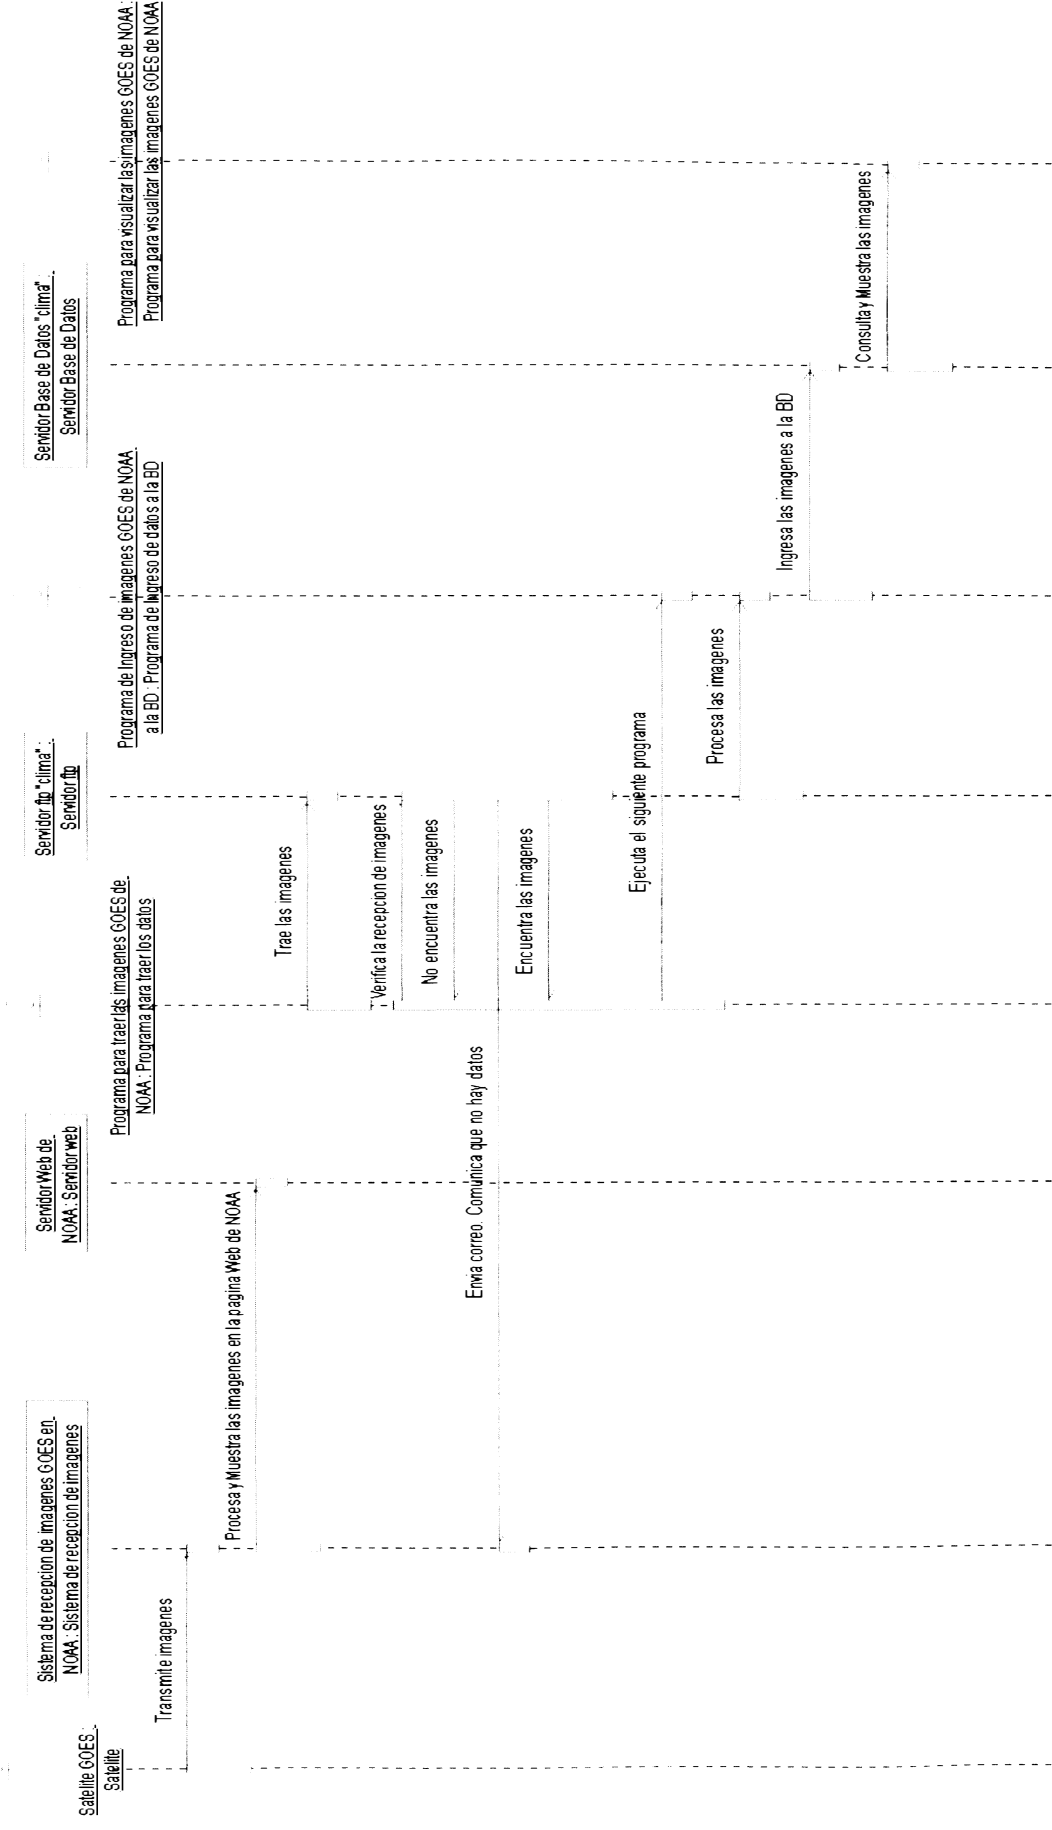 Satelite GOES :
Satelite
Sistema de recepcion de imagenes GOES en
NOAA : Sistema de recepcion de imagenes
Servidor Web de
NOAA : Servidor web
Programa para traer las imagenes GOES de
NOAA : Programa para traer los datos
Servidor ftp "clima" :
Servidor ftp
Programa de Ingreso de imagenes GOES de NOAA
a la BD : Programa de Ingreso de datos a la BD
Servidor Base de Datos "clima" :
Servidor Base de Datos
Programa para visualizar las imagenes GOES de NOAA :
Programa para visualizar las imagenes GOES de NOAA
Transmite imagenes
Procesa y Muestra las imagenes en la pagina Web de NOAA
Trae las imagenes
Verifica la recepcion de imagenes
No encuentra las imagenes
Envia correo. Comunica que no hay datos
Encuentra las imagenes
Ejecuta el siguiente programa
Procesa las imagenes
Ingresa las imagenes a la BD
Consulta y Muestra las imagenes